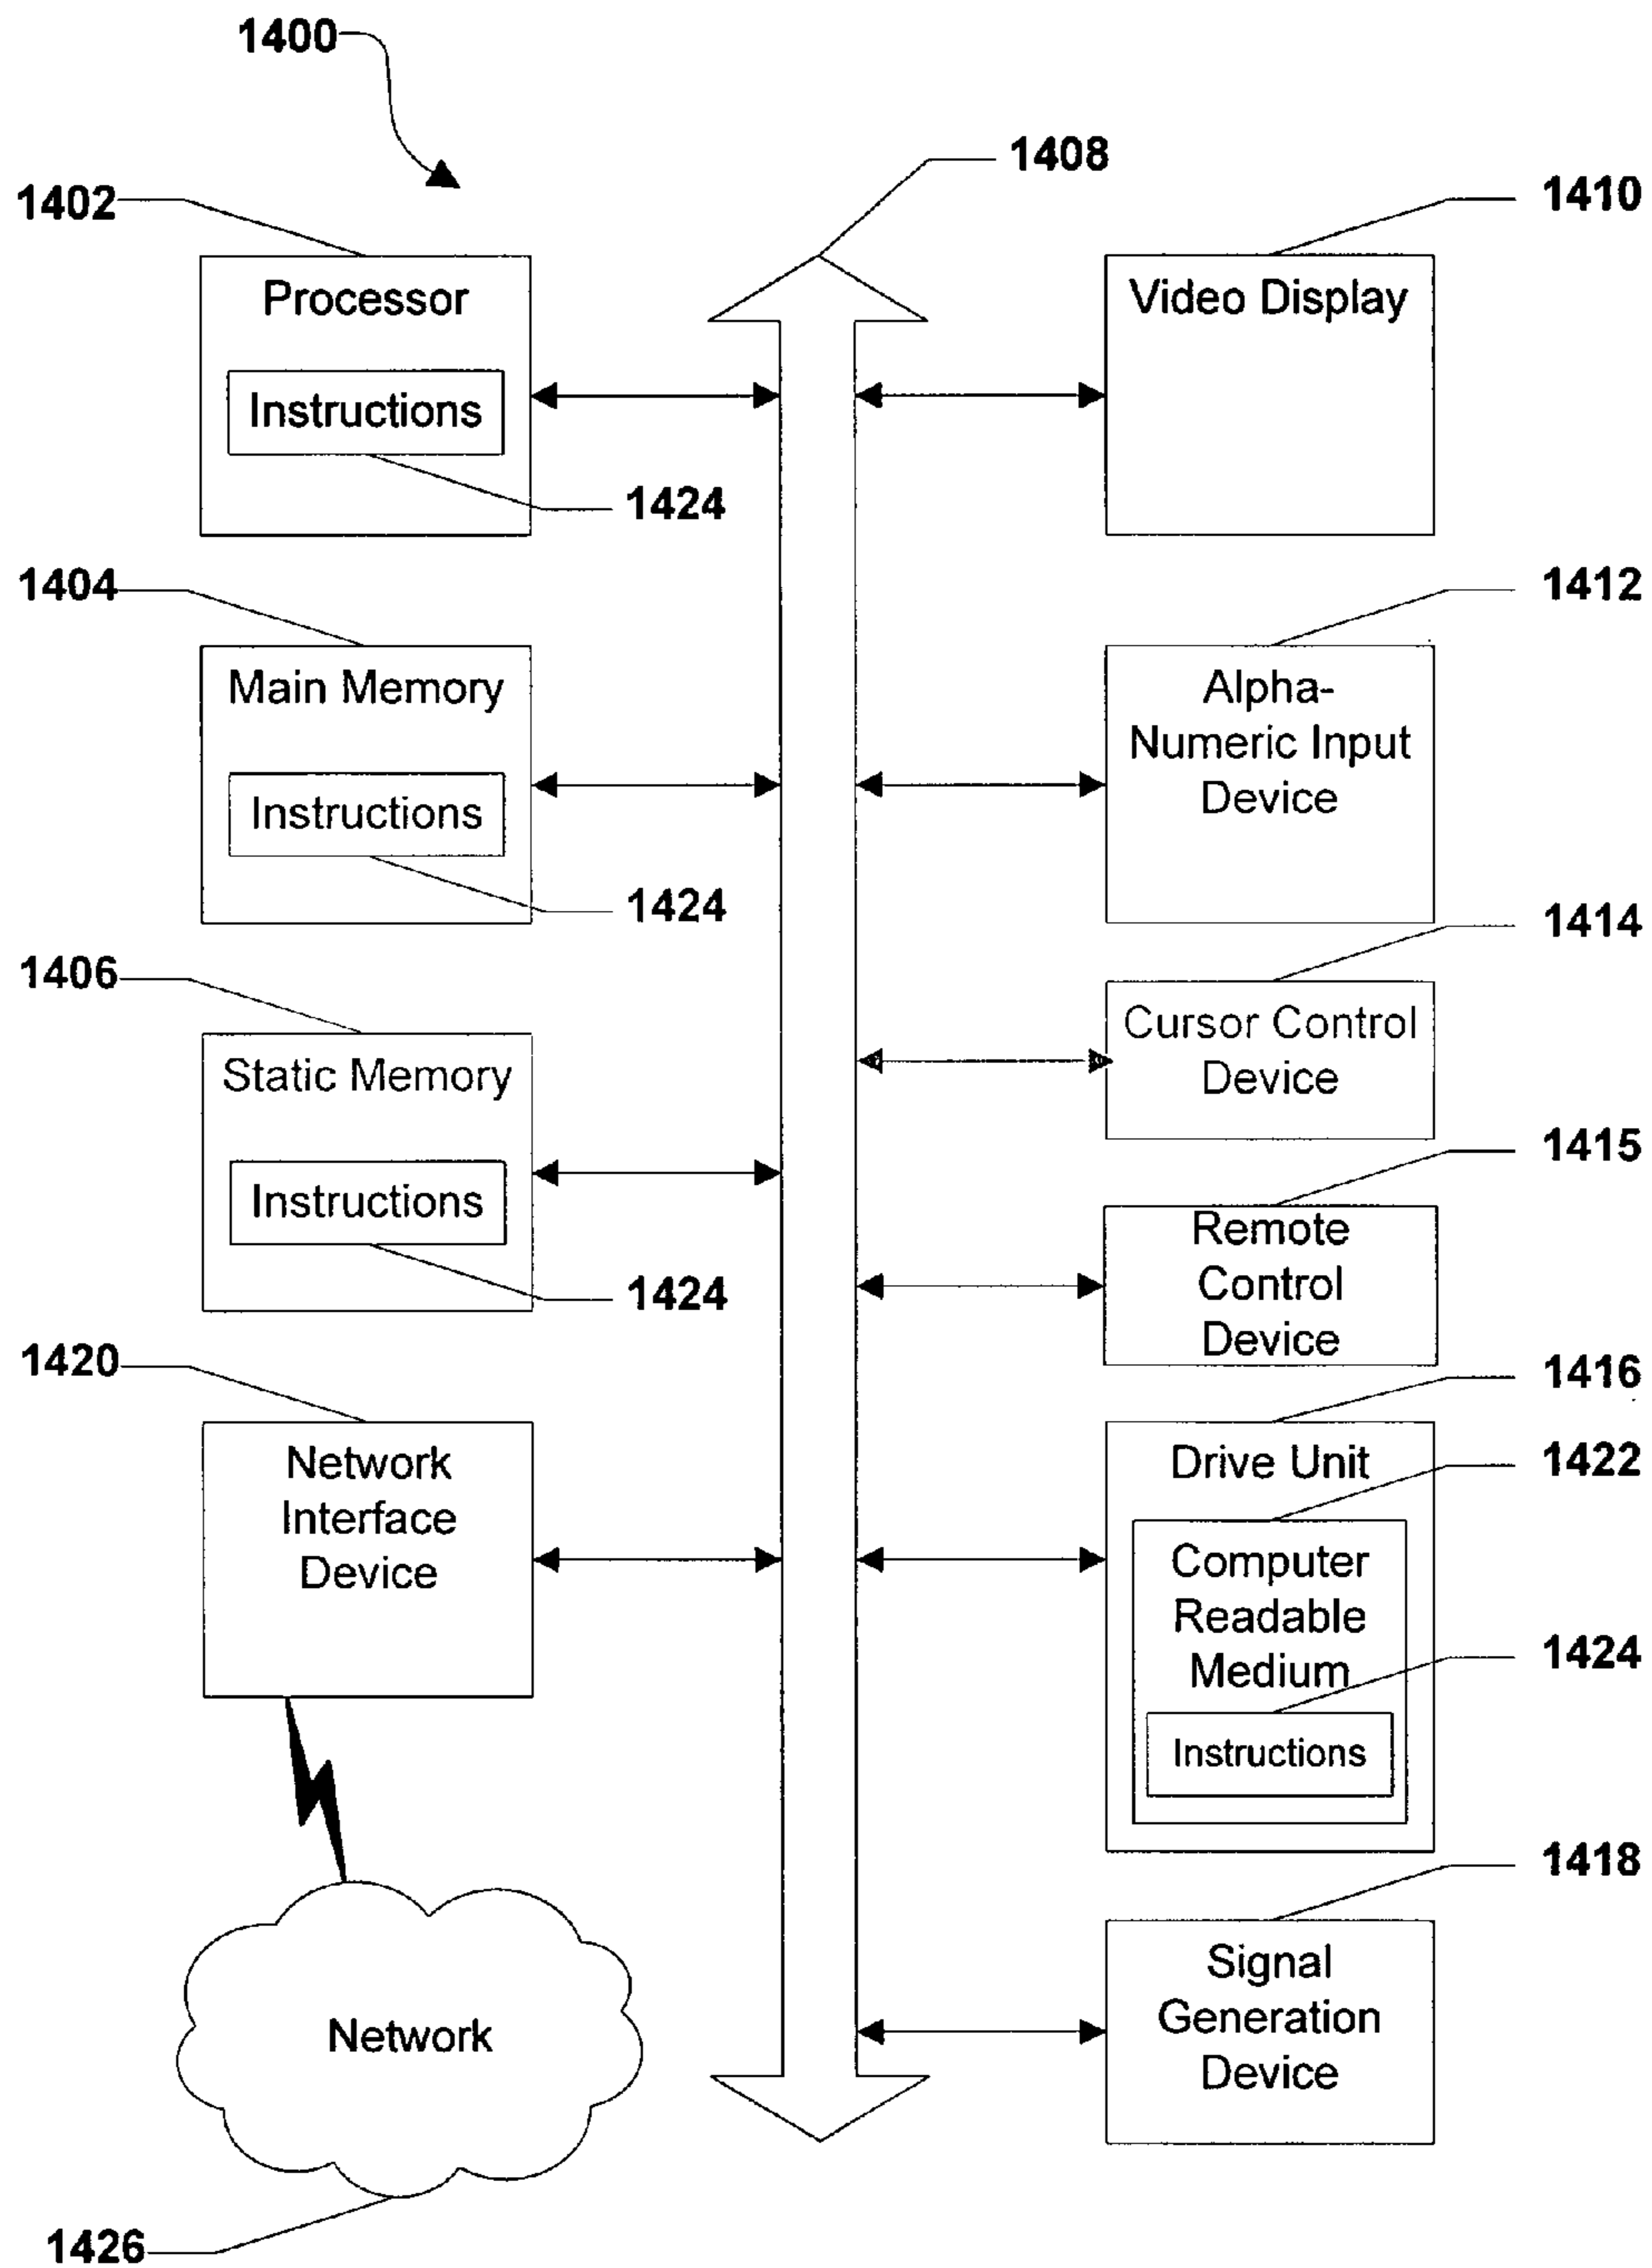 1400
1408
1402
1410
Processor
Instructions
1424
Video Display
1404
1412
Main Memory
Instructions
1424
Alpha-
Numeric Input
Device
1406
1414
Static Memory
Instructions
1424
Cursor Control
Device
1415
Remote
Control
Device
1420
1416
Network
Interface
Device
1422
Drive Unit
Computer
Readable
Medium
1424
Instructions
1418
Signal
Generation
Device
Network
1426